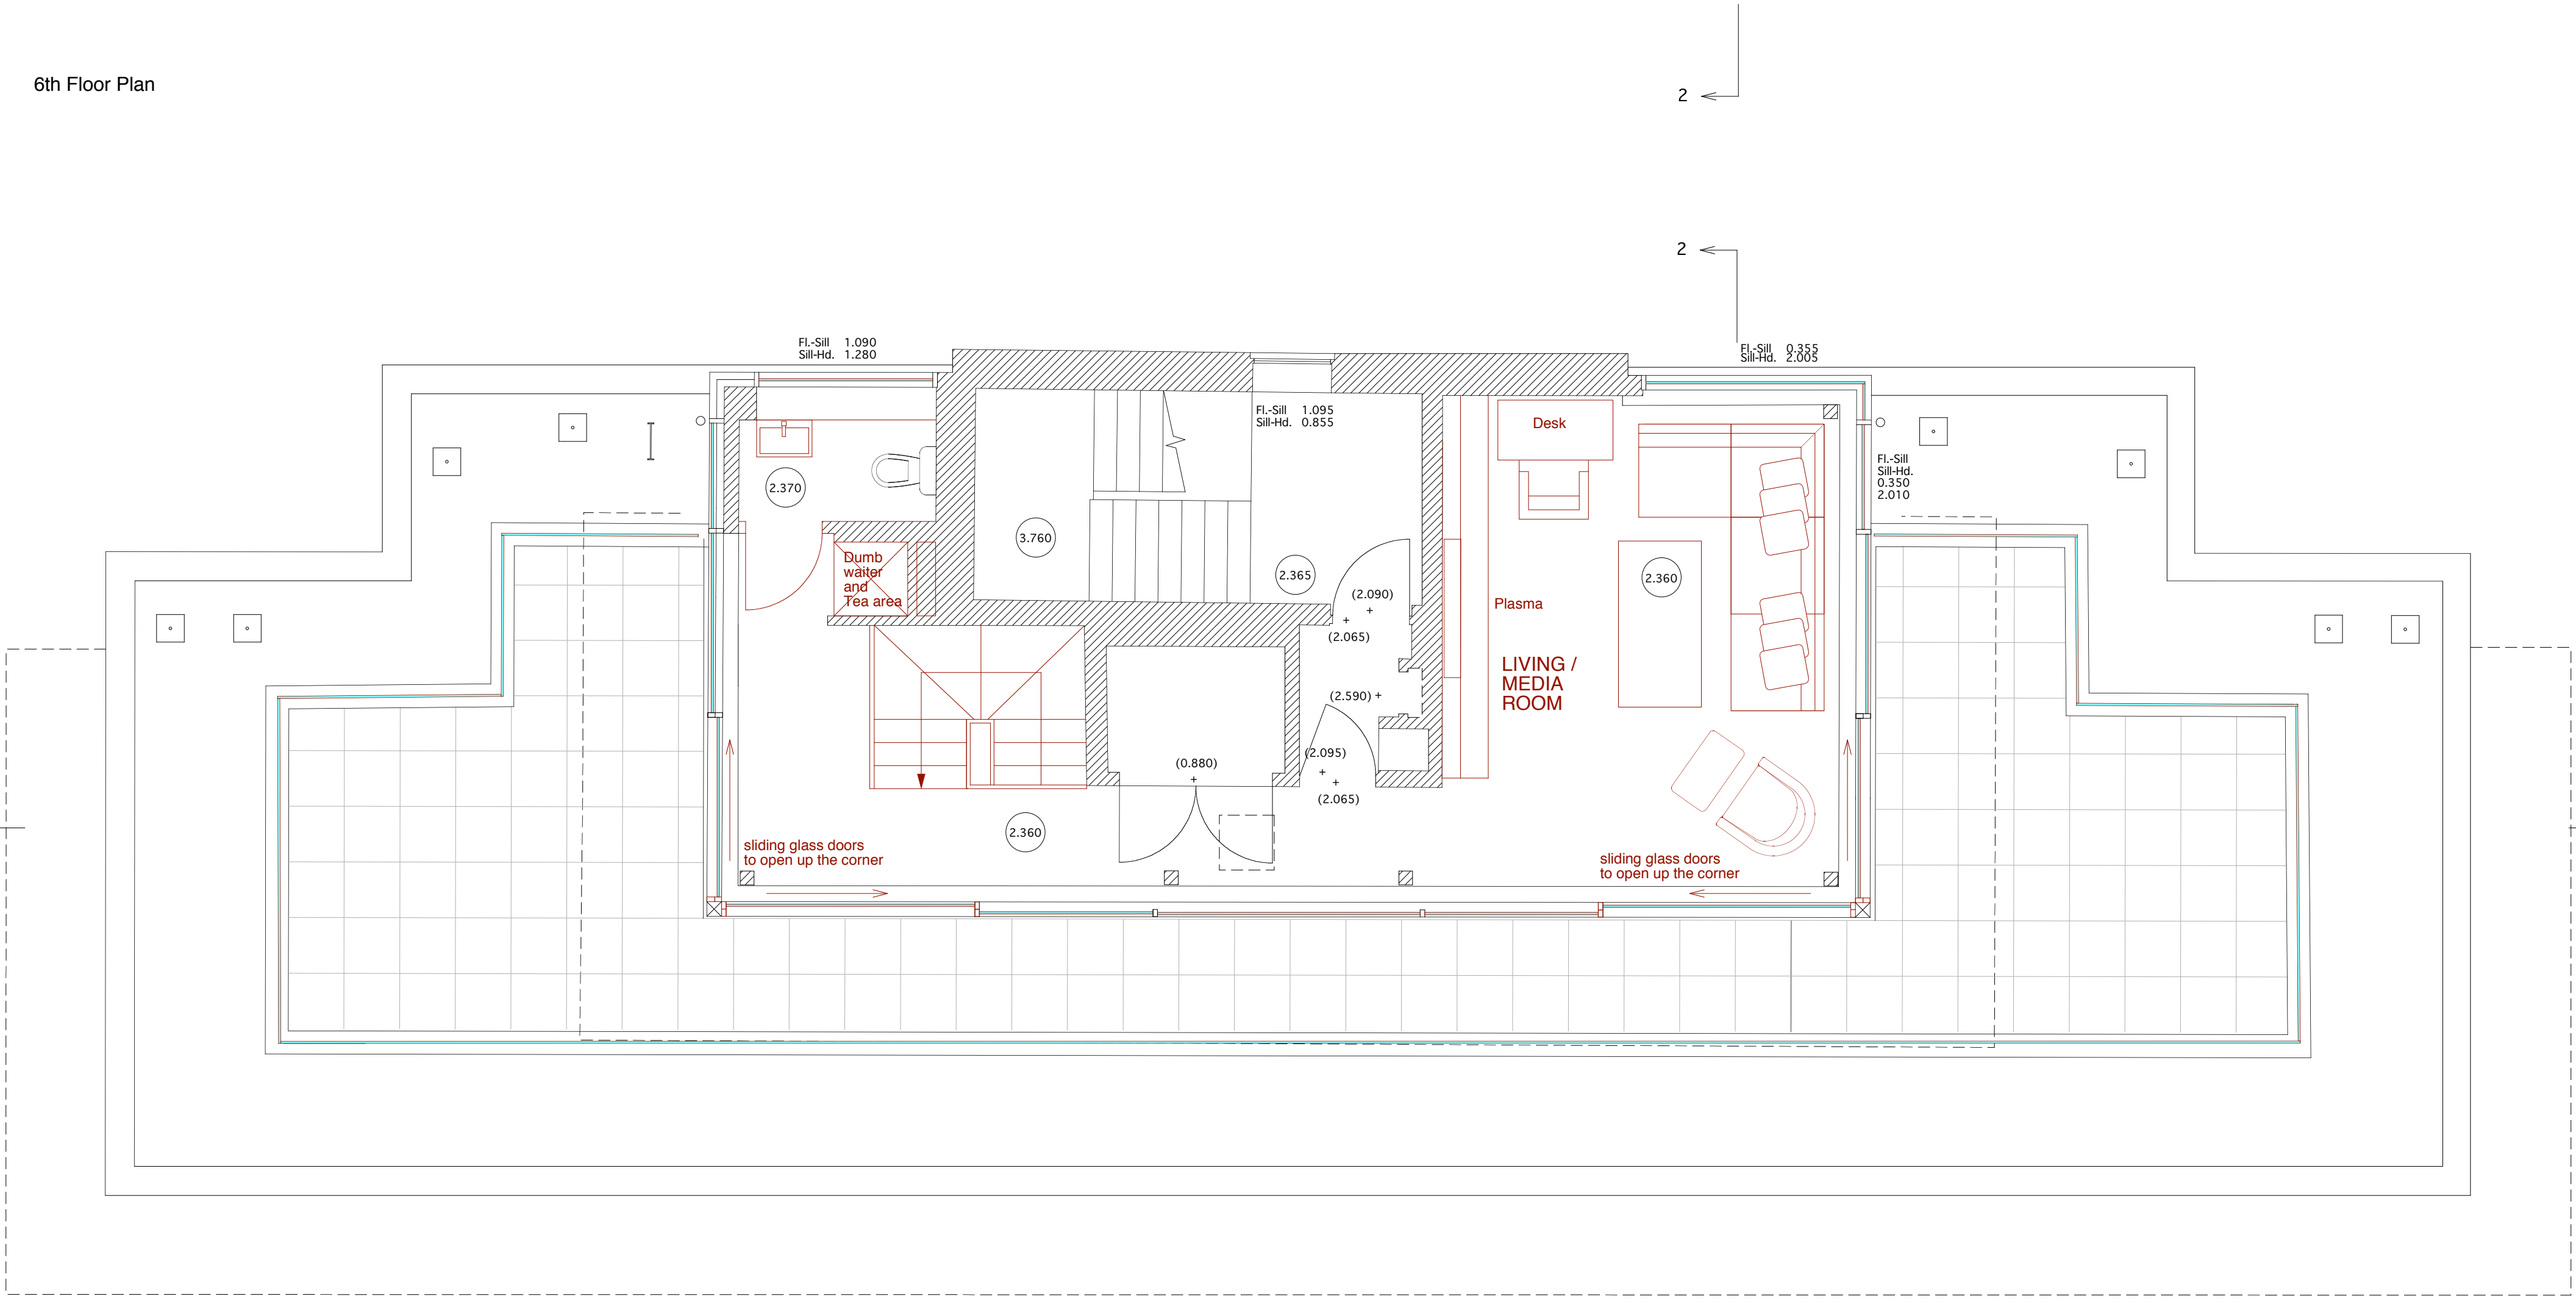 6th Floor Plan
2
2
Fl.-Sill 1.090
Sill-Hd. 1.280
Fl.-Sill 0.355
Sill-Hd. 2.005
Fl.-Sill 1.095
Sill-Hd. 0.855
Desk
Fl.-Sill
Sill-Hd.
0.350
2.010
2.370
3.760
2.365
2.360
Dumb
waiter
and
Tea area
(2.090)
+
+
(2.065)
Plasma
LIVING /
MEDIA
ROOM
(2.590) +
(2.095)
+
+
(2.065)
(0.880)
+
2.360
sliding glass doors
to open up the corner
sliding glass doors
to open up the corner